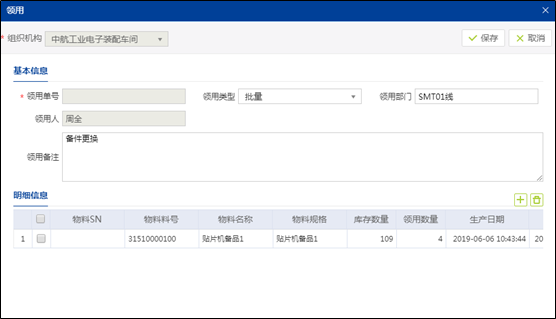 领用
* 组织机构 中航工业电子装配车间 保存 取消
基本信息
* 领用单号 领用类型 批量 领用部门 SMT01线
领用人 周全
领用备注 备件更换
明细信息
物料SN 物料料号 物料名称 物料规格 库存数量 领用数量 生产日期
1 31510000100 贴片机备品1 贴片机备品1 109 4 2019-06-06 10:43:44 20